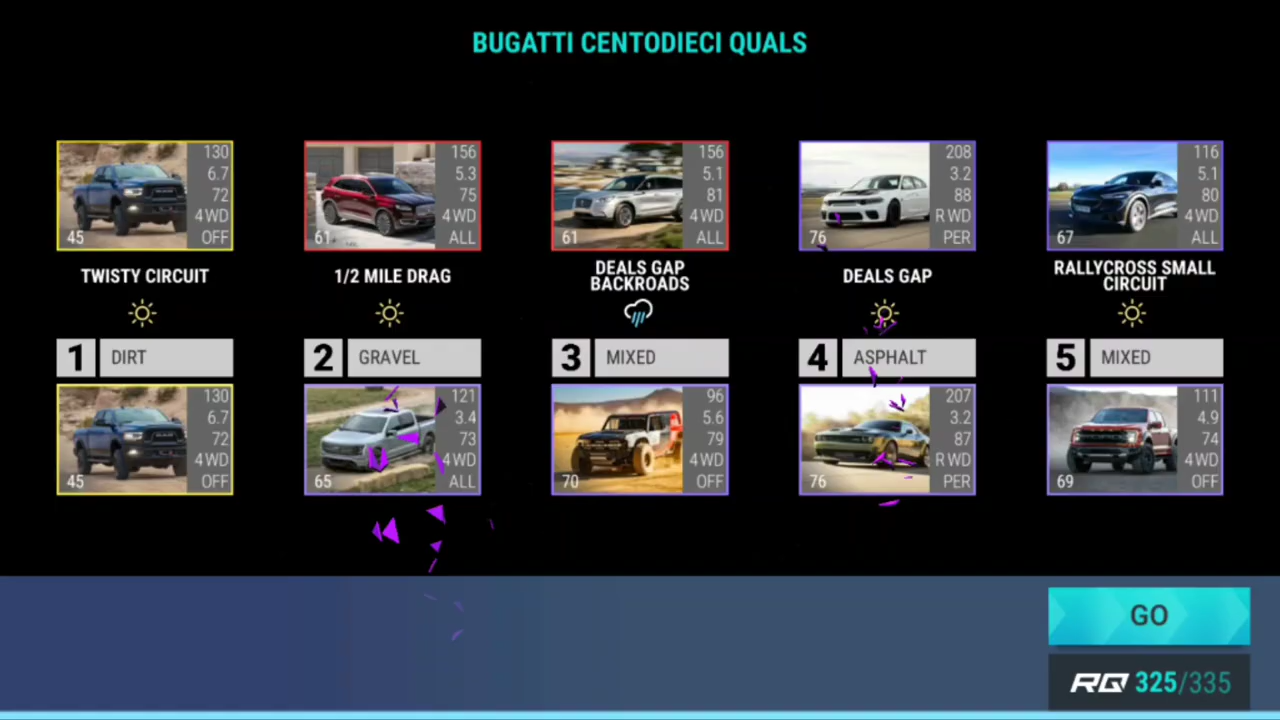 BUGATTI CENTODIECI QUALS
130
6.7
72
4WD
OFF
45
156
5.3
75
4WD
ALL
61
156
5.1
81
4WD
ALL
61
208
3.2
88
RWD
PER
76
116
5.1
80
4WD
ALL
67
TWISTY CIRCUIT
1/2 MILE DRAG
DEALS GAP
BACKROADS
DEALS GAP
RALLYCROSS SMALL
CIRCUIT
1 DIRT
2 GRAVEL
3 MIXED
4 ASPHALT
5 MIXED
130
6.7
72
4WD
OFF
45
121
3.4
73
4WD
ALL
65
96
5.6
79
4WD
OFF
70
207
3.2
87
RWD
PER
76
111
4.9
74
4WD
OFF
69
GO
RQ 325/335